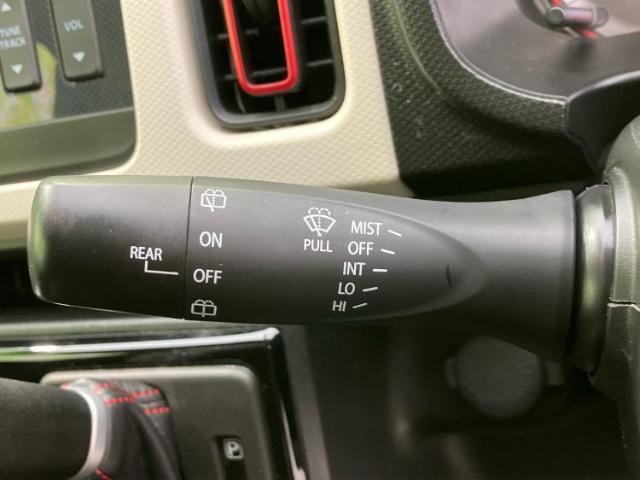 TUNE
TRACK
VOL
ON
REAR
OFF
PULL
MIST
OFF
INT
LO
HI
P